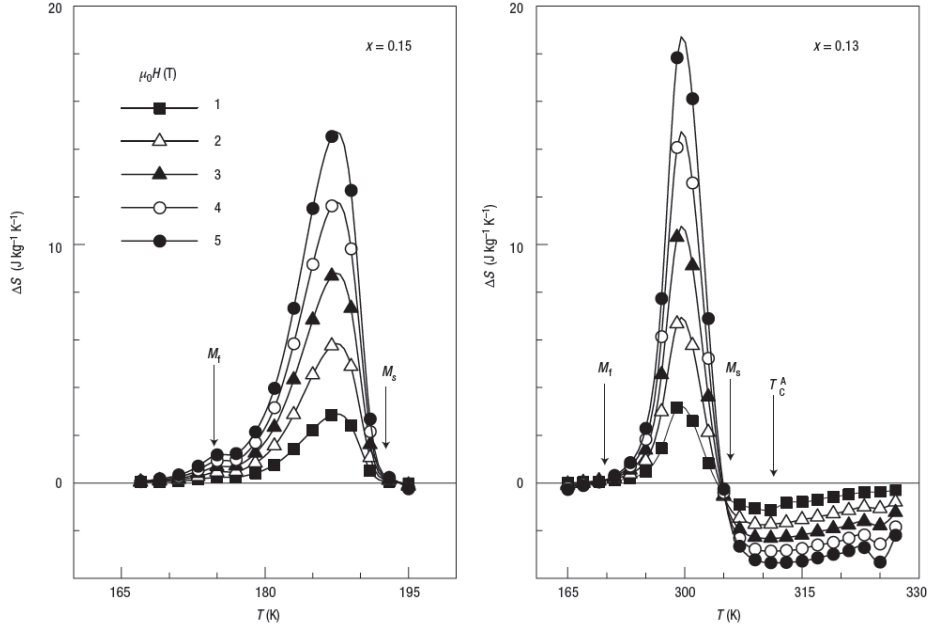 20
10
0
ΔS (J kg⁻¹ K⁻¹)
x = 0.15
μ₀H (T)
1
2
3
4
5
Mf
Ms
165
180
195
T (K)
20
10
0
ΔS (J kg⁻¹ K⁻¹)
x = 0.13
Mf
Ms
T_C^A
165
300
315
330
T (K)